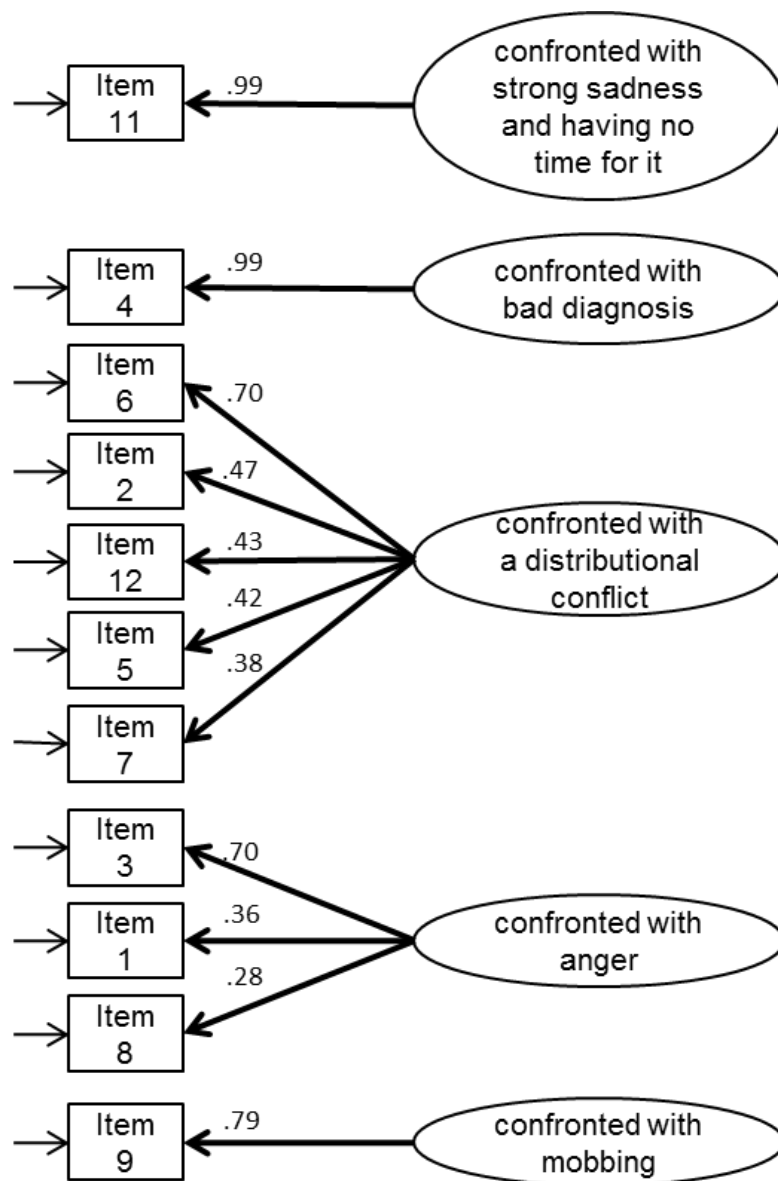 Item
11
.99
confronted with
strong sadness
and having no
time for it
Item
4
.99
confronted with
bad diagnosis
Item
6
.70
Item
2
.47
Item
12
.43
confronted with
a distributional
conflict
Item
5
.42
Item
7
.38
Item
3
.70
Item
1
.36
confronted with
anger
Item
8
.28
Item
9
.79
confronted with
mobbing